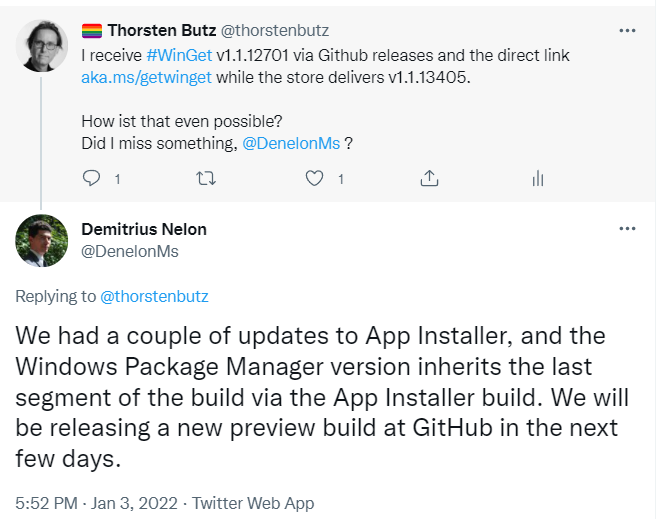 Thorsten Butz @thorstenbutz
I receive #WinGet v1.1.12701 via Github releases and the direct link
aka.ms/getwinget while the store delivers v1.1.13405.
How ist that even possible?
Did I miss something, @DenelonMs ?
1
1
Demitrius Nelon
@DenelonMs
Replying to @thorstenbutz
We had a couple of updates to App Installer, and the
Windows Package Manager version inherits the last
segment of the build via the App Installer build. We will
be releasing a new preview build at GitHub in the next
few days.
5:52 PM · Jan 3, 2022 · Twitter Web App